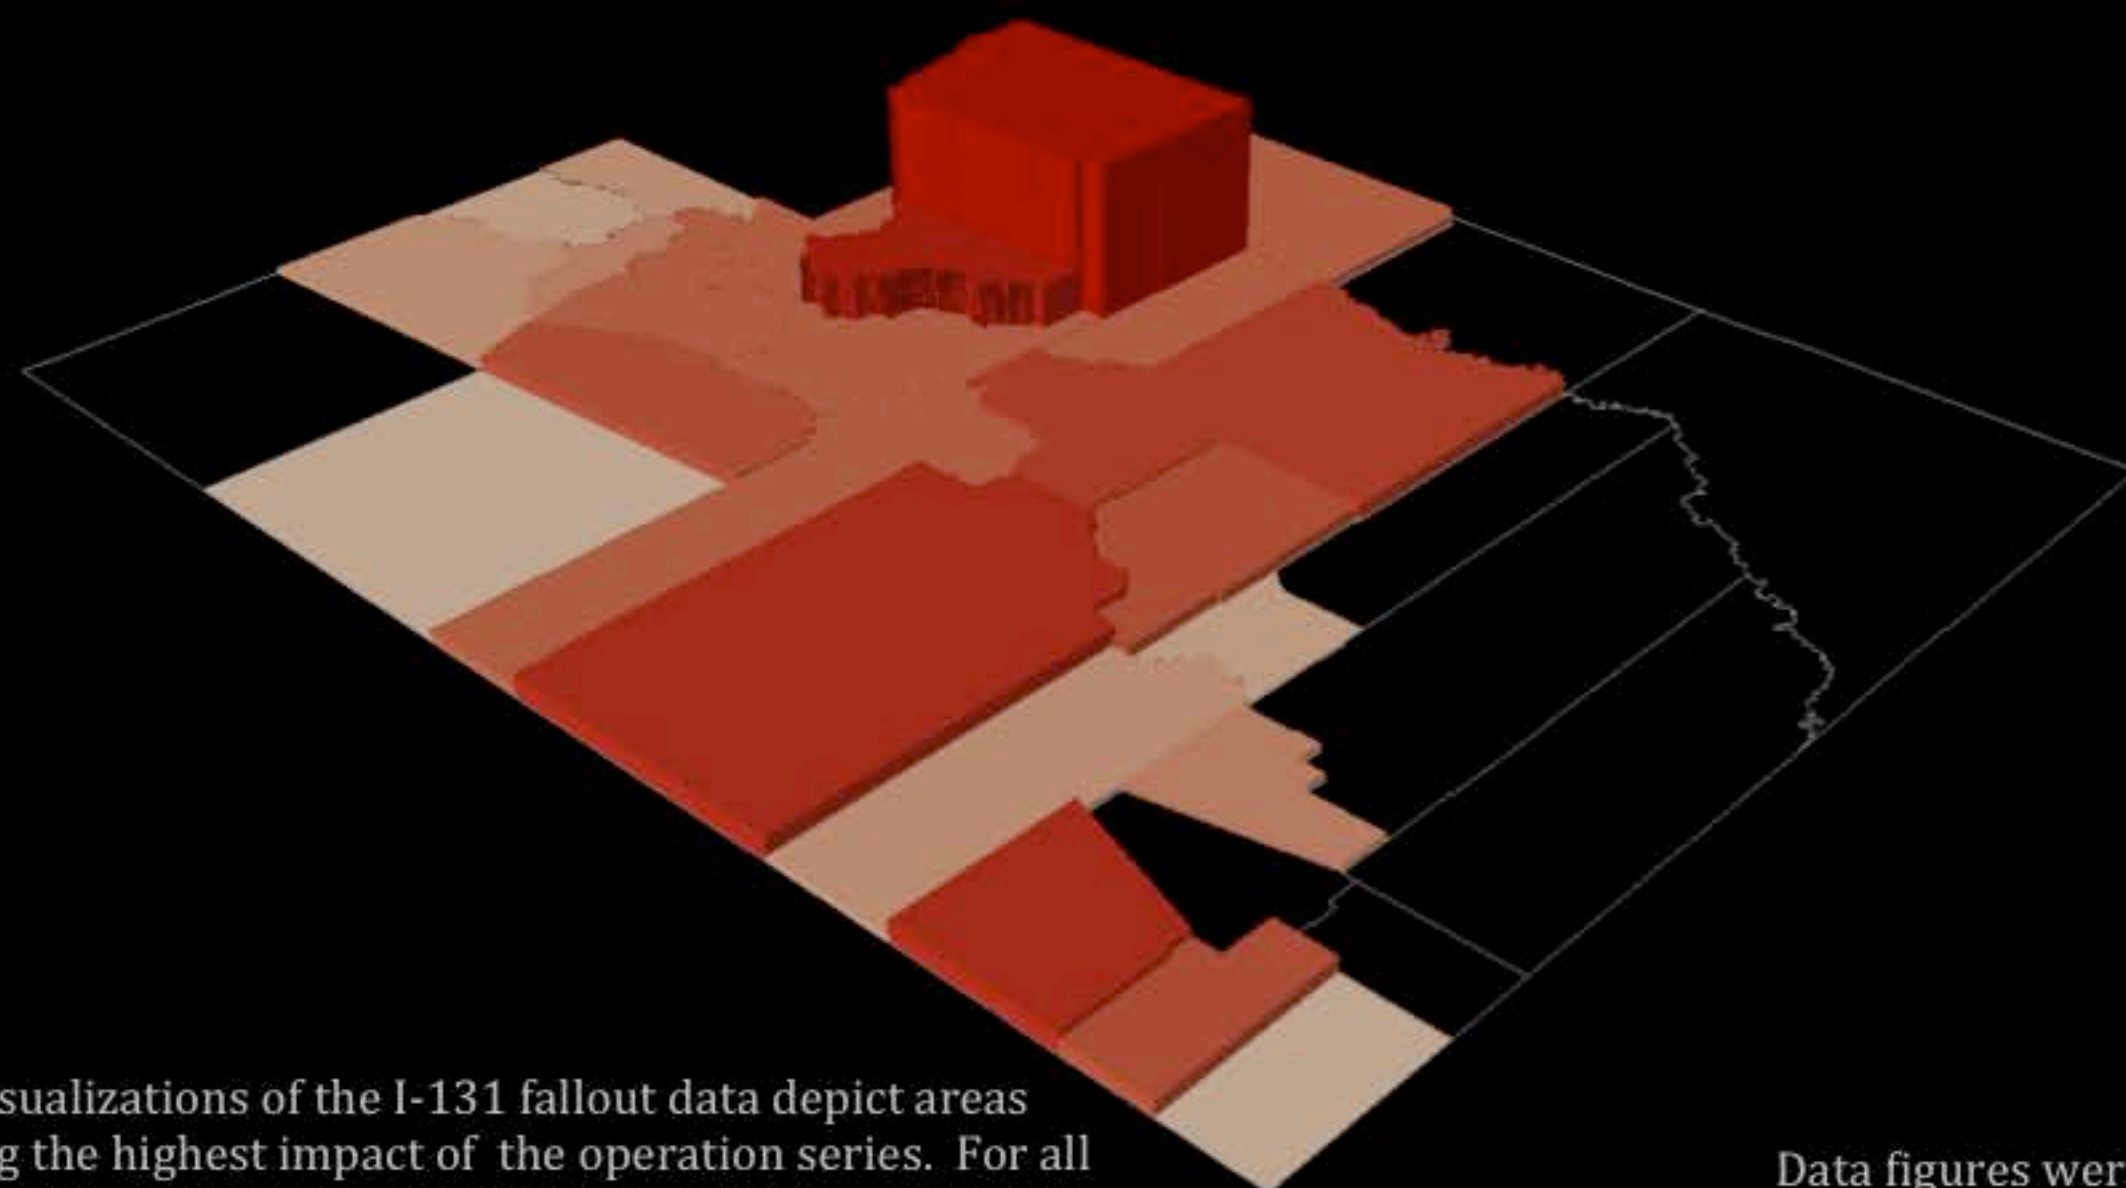 sualizations of the I-131 fallout data depict areas
g the highest impact of the operation series. For all
Data figures wer